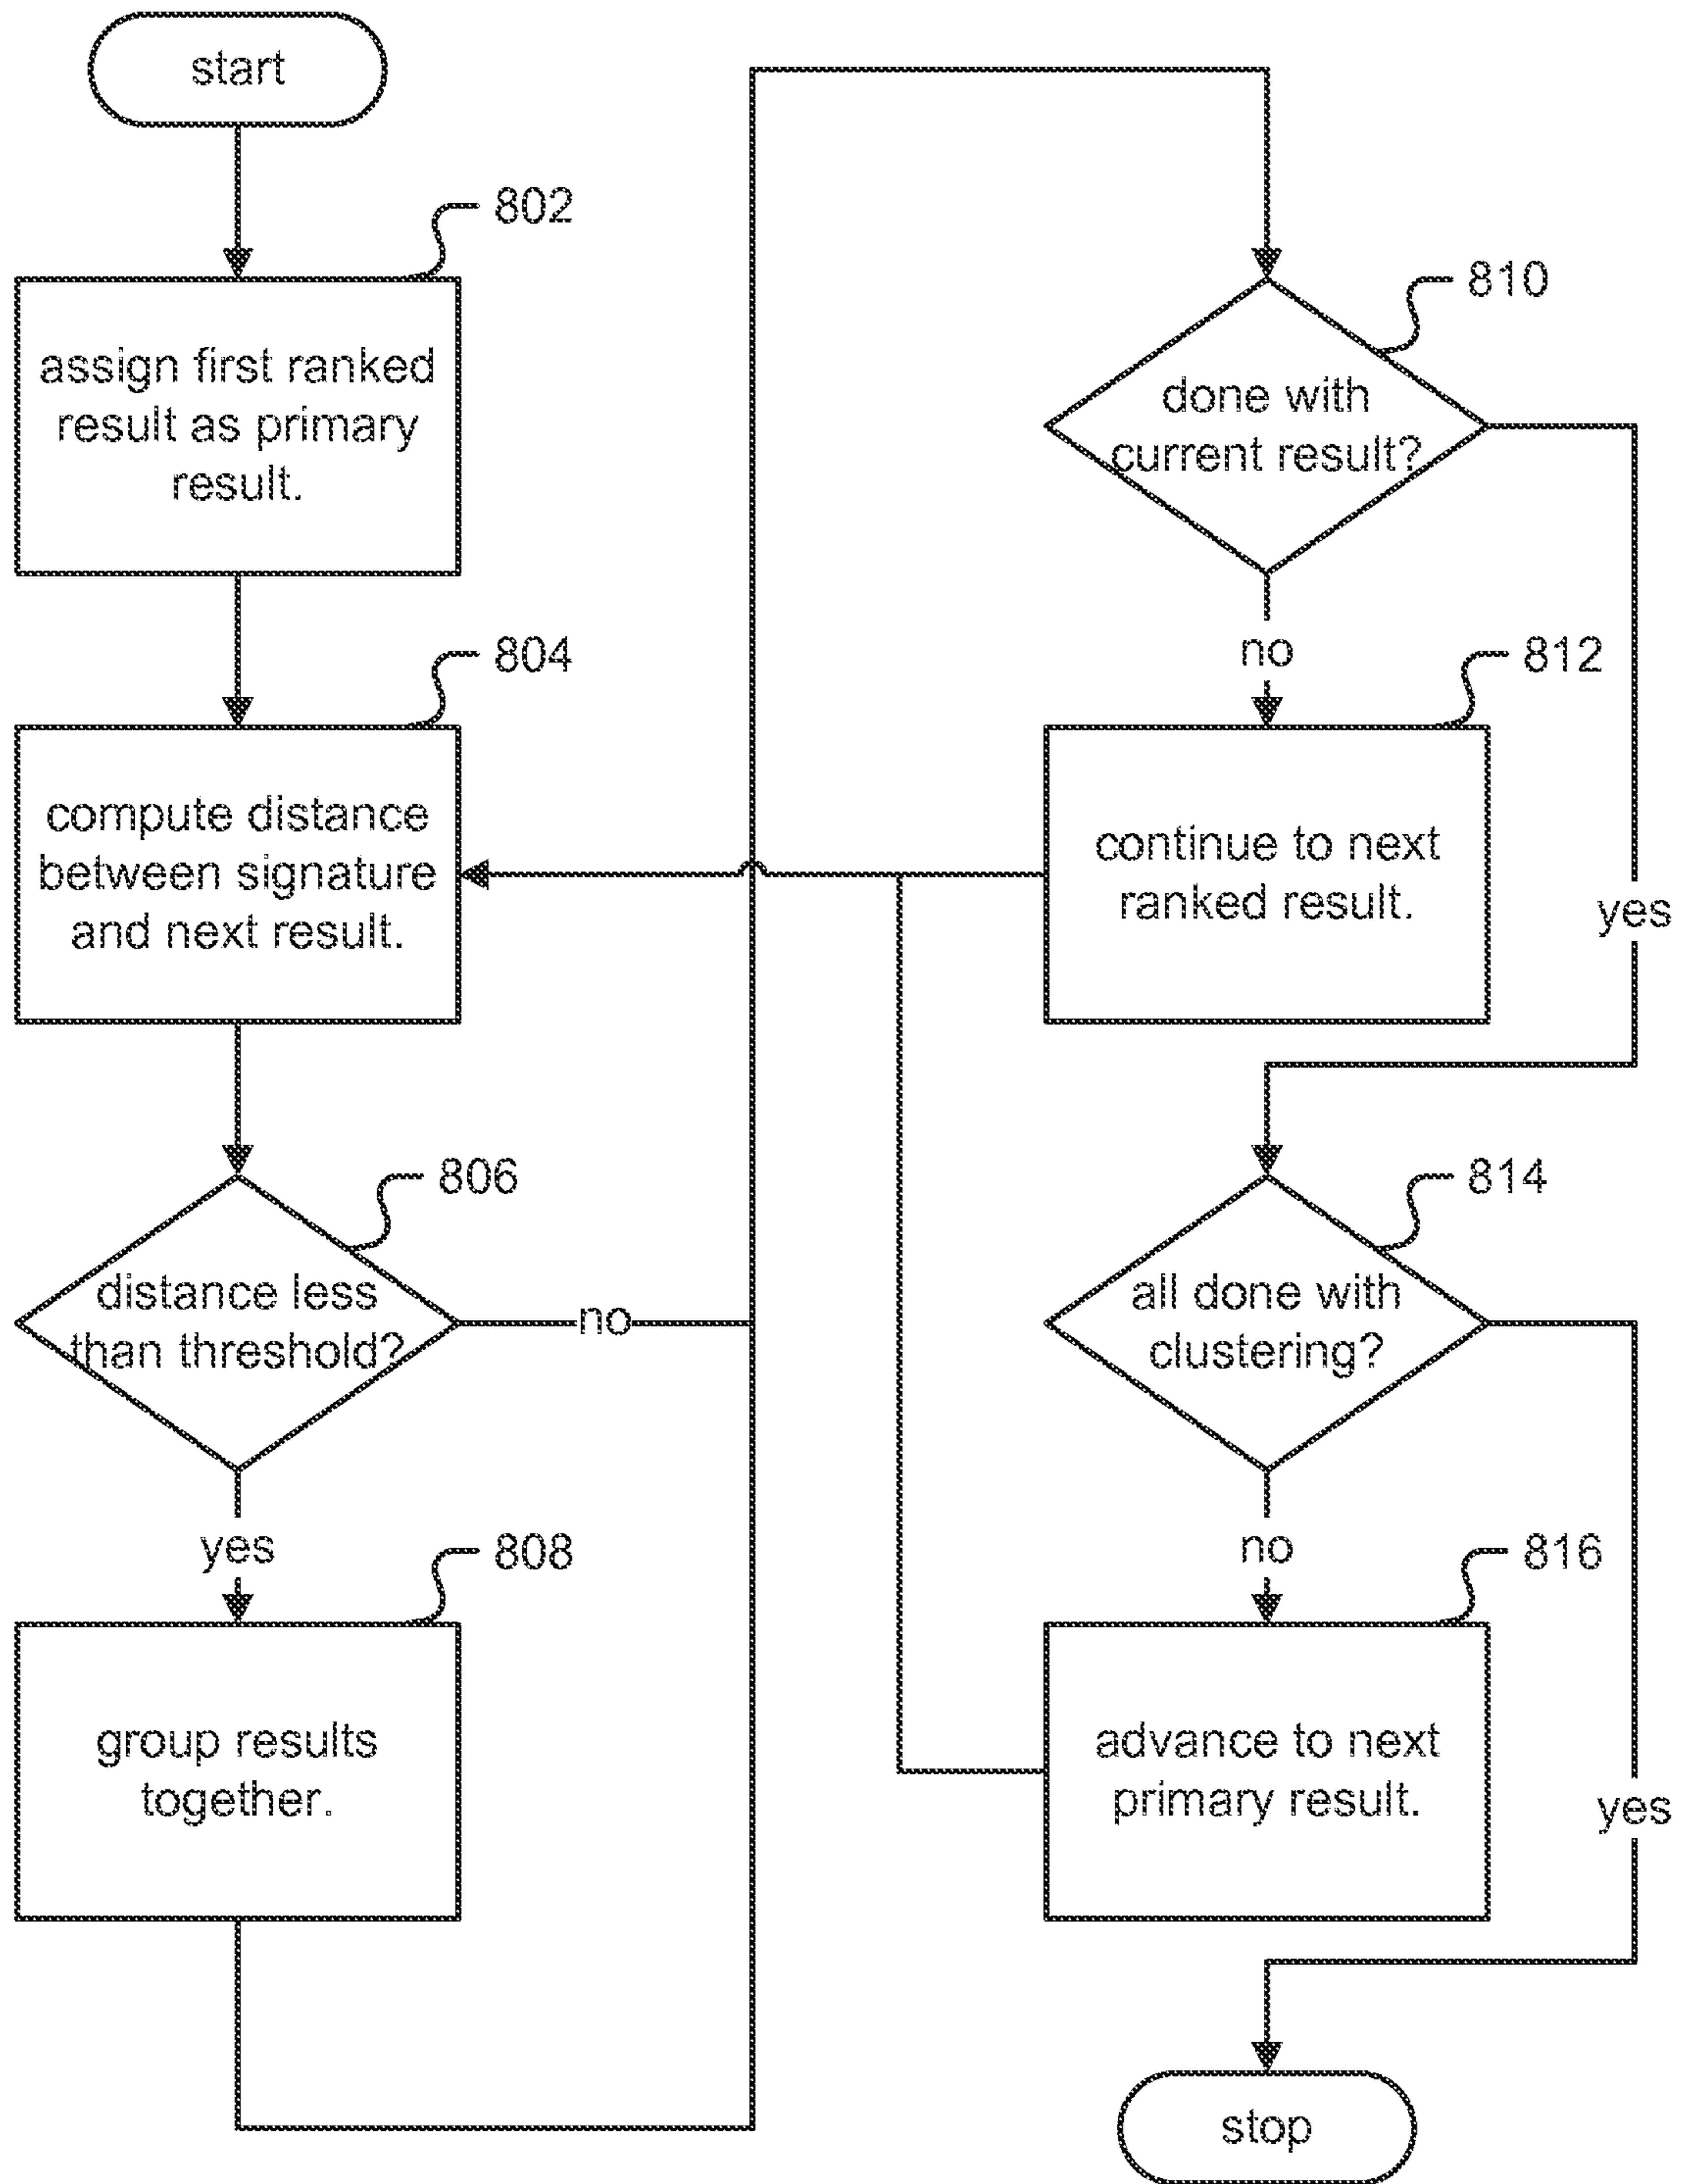 start
802
assign first ranked
result as primary
result.
804
compute distance
between signature
and next result.
806
distance less
than threshold?
no
yes
808
group results
together.
810
done with
current result?
no
812
continue to next
ranked result.
yes
814
all done with
clustering?
no
816
advance to next
primary result.
yes
stop